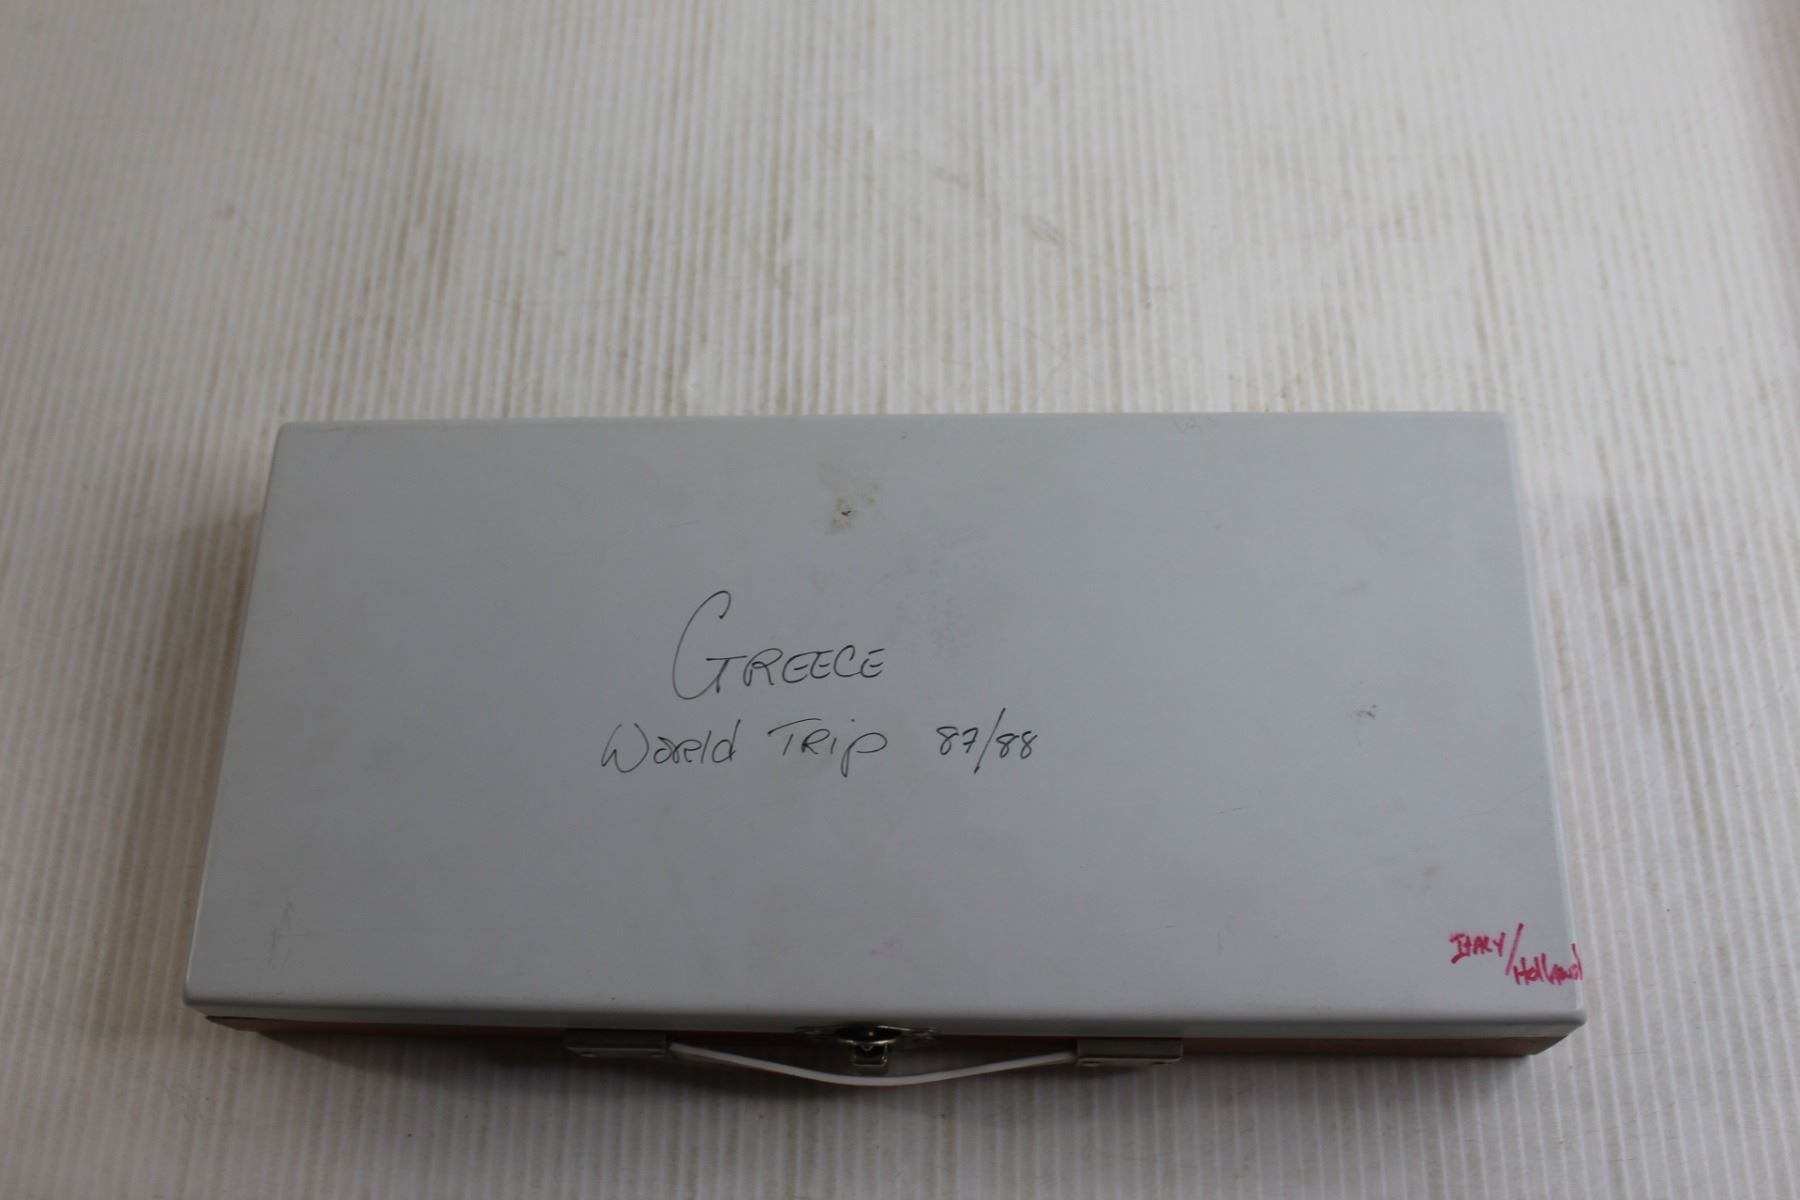 GREECE
World TRip 87/88
ITALY/
Holland